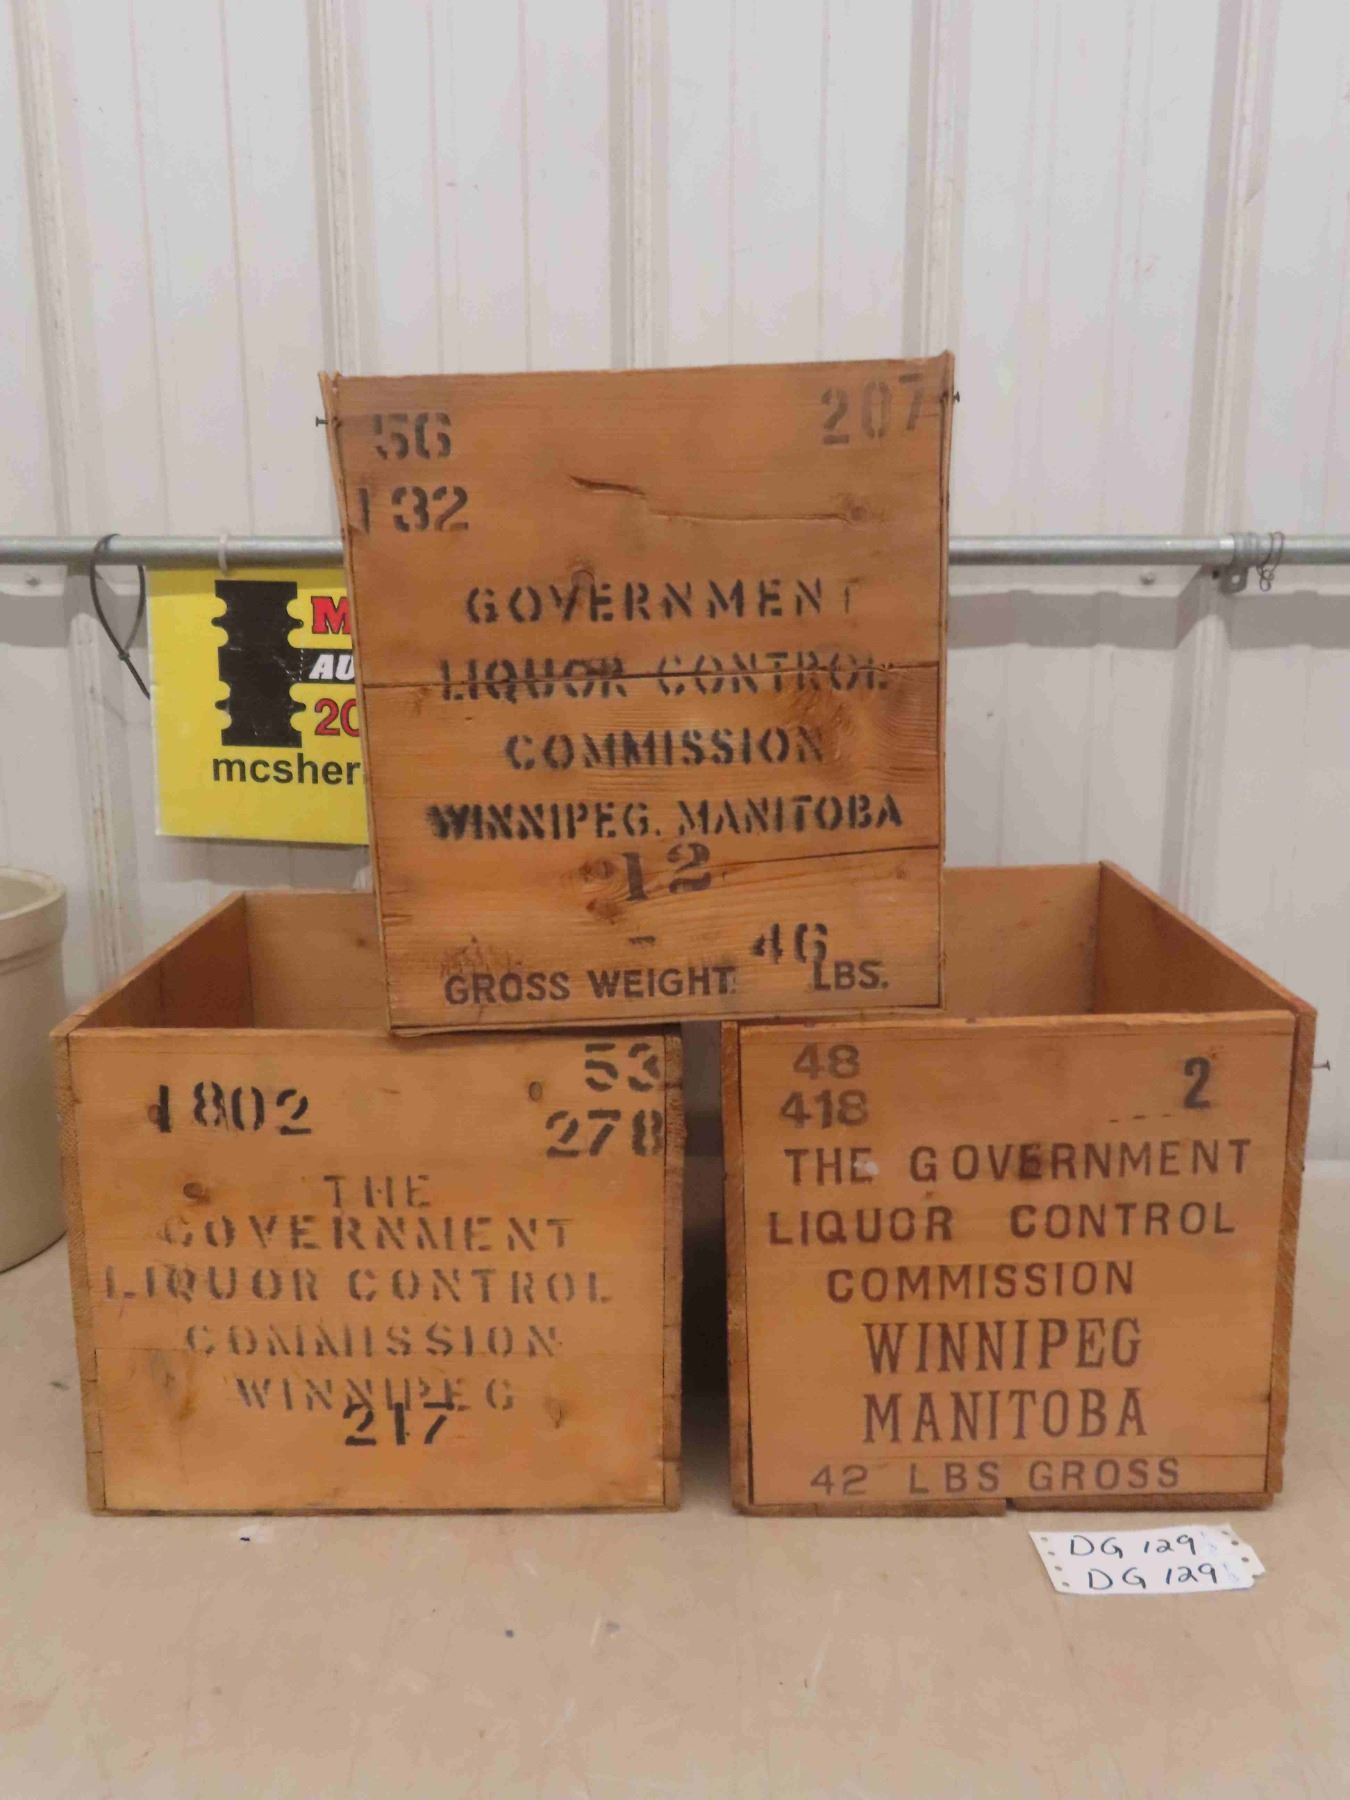 56
207
132
GOVERNMENT
LIQUOR CONTROL
COMMISSION
WINNIPEG. MANITOBA
12
46
GROSS WEIGHT LBS.
mcsher
53
1802
278
THE
GOVERNMENT
LIQUOR CONTROL
COMMISSION
WINNIPEG
217
48
2
418
THE GOVERNMENT
LIQUOR CONTROL
COMMISSION
WINNIPEG
MANITOBA
42 LBS GROSS
DG 129
DG 129